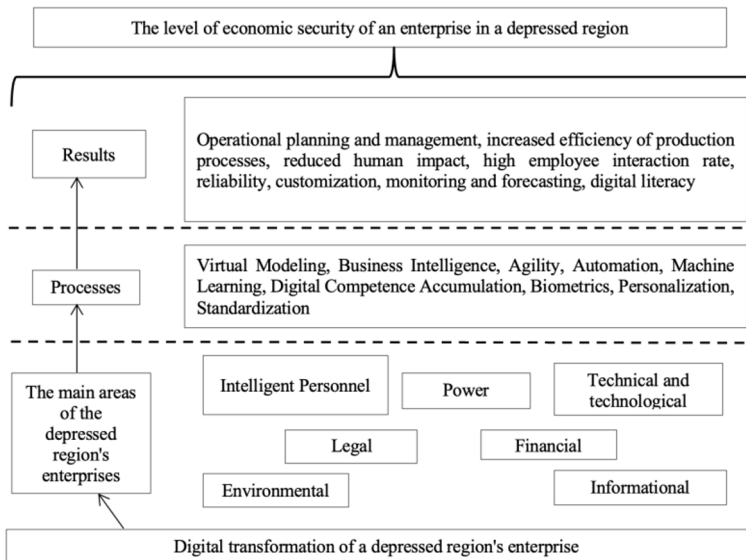 The level of economic security of an enterprise in a depressed region
Results
Operational planning and management, increased efficiency of production
processes, reduced human impact, high employee interaction rate,
reliability, customization, monitoring and forecasting, digital literacy
Processes
Virtual Modeling, Business Intelligence, Agility, Automation, Machine
Learning, Digital Competence Accumulation, Biometrics, Personalization,
Standardization
The main areas
of the
depressed
region's
enterprises
Intelligent Personnel
Power
Technical and
technological
Legal
Financial
Environmental
Informational
Digital transformation of a depressed region's enterprise